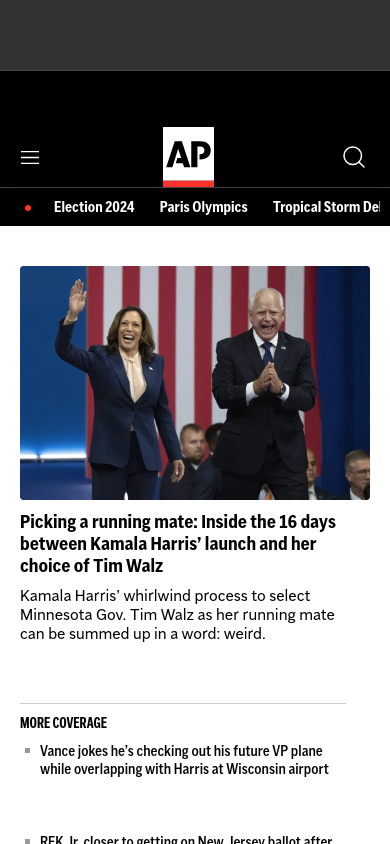 AP
Election 2024 Paris Olympics Tropical Storm De
Picking a running mate: Inside the 16 days
between Kamala Harris’ launch and her
choice of Tim Walz
Kamala Harris’ whirlwind process to select
Minnesota Gov. Tim Walz as her running mate
can be summed up in a word: weird.
MORE COVERAGE
Vance jokes he’s checking out his future VP plane
while overlapping with Harris at Wisconsin airport
RFK Jr. closer to getting on New Jersey ballot after